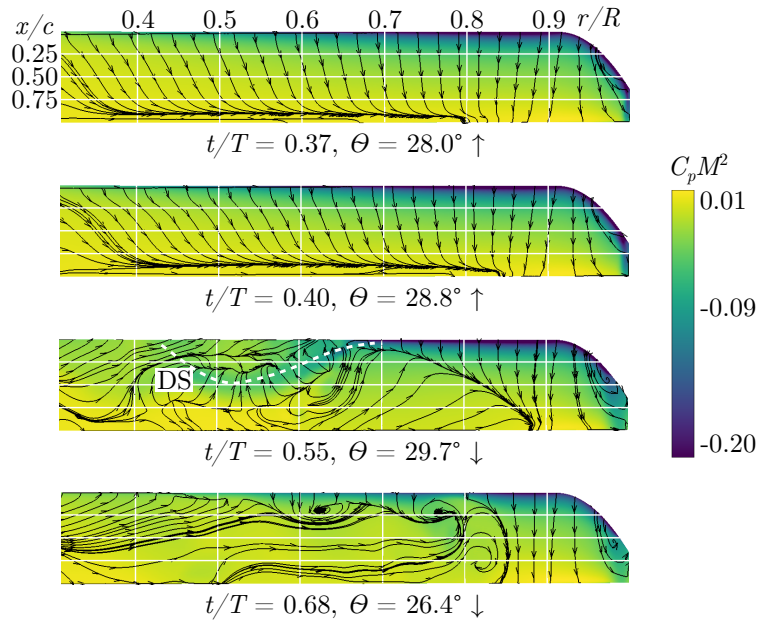 x/c 0.4 0.5 0.6 0.7 0.8 0.9 r/R
0.25
0.50
0.75
t/T = 0.37, Θ = 28.0° ↑
CₚM²
0.01
-0.09
-0.20
t/T = 0.40, Θ = 28.8° ↑
DS
t/T = 0.55, Θ = 29.7° ↓
t/T = 0.68, Θ = 26.4° ↓